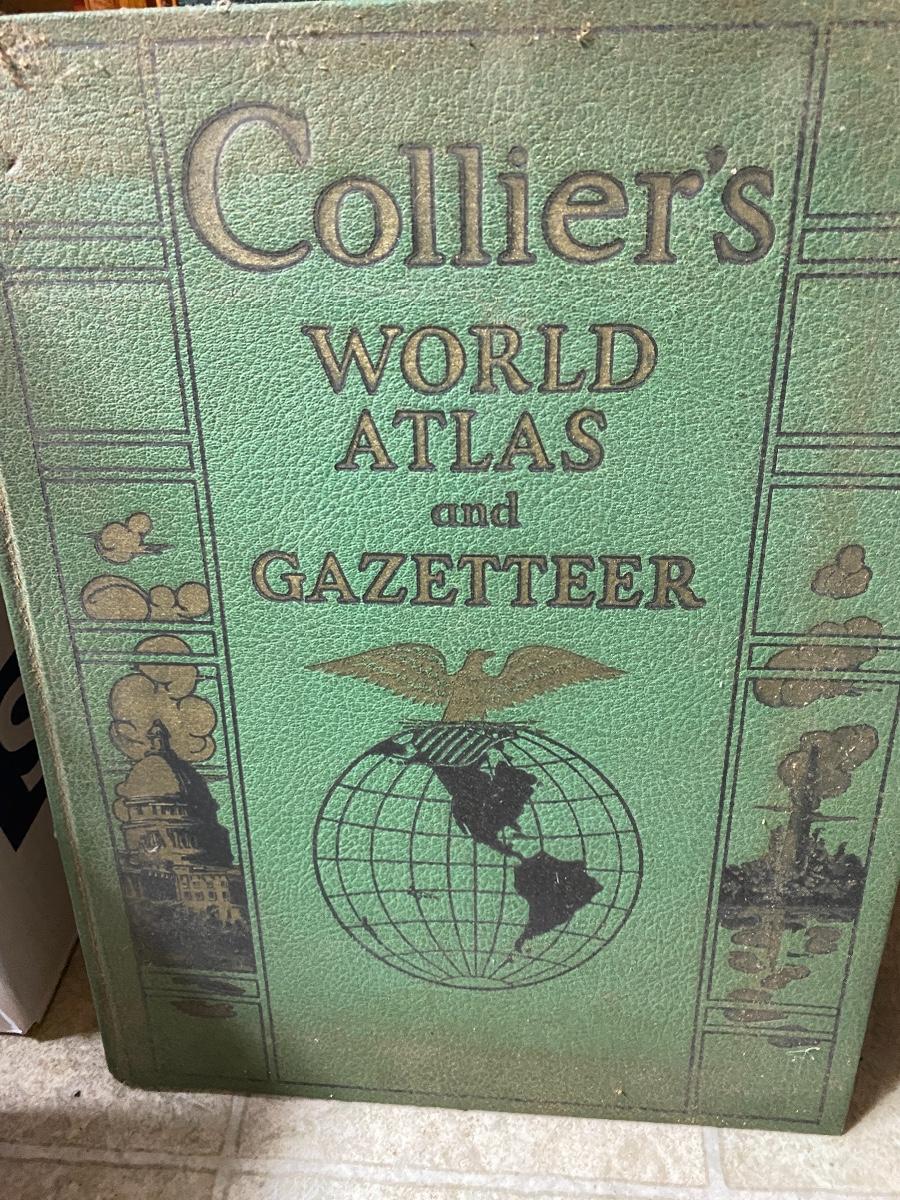 Collier's
WORLD
ATLAS
and
GAZETTEER